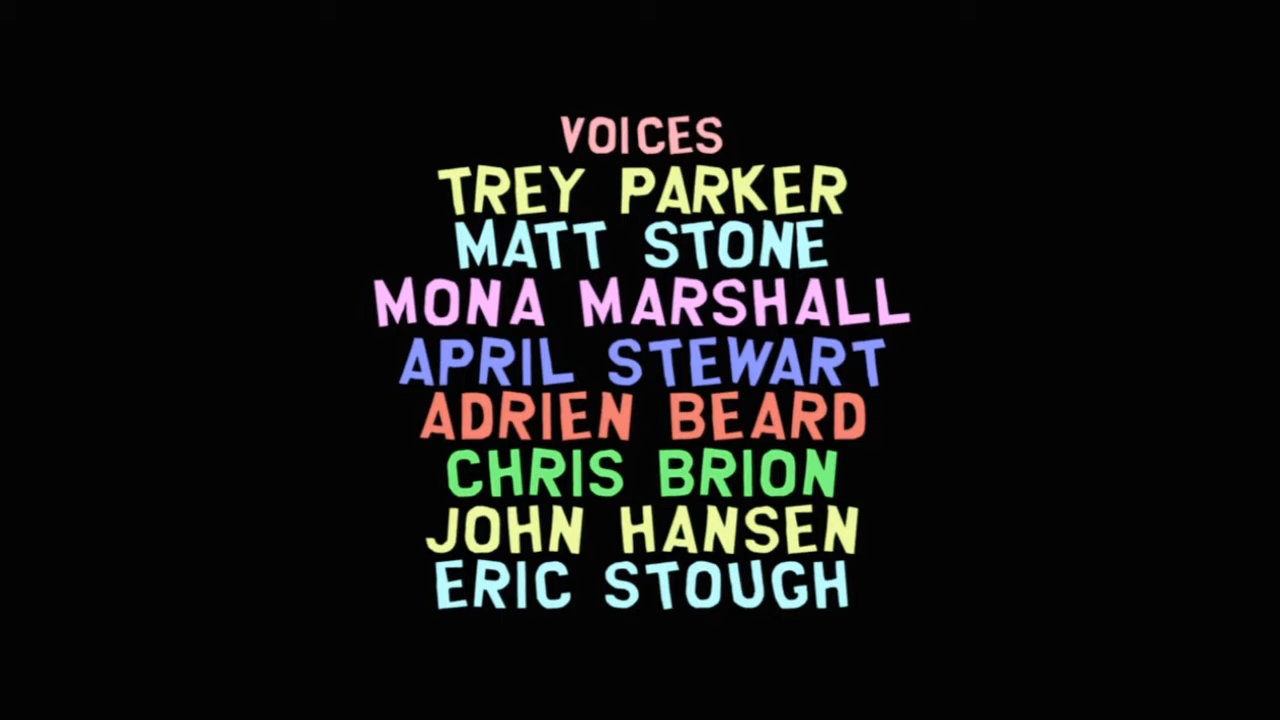 VOICES
TREY PARKER
MATT STONE
MONA MARSHALL
APRIL STEWART
ADRIEN BEARD
CHRIS BRION
JOHN HANSEN
ERIC STOUGH